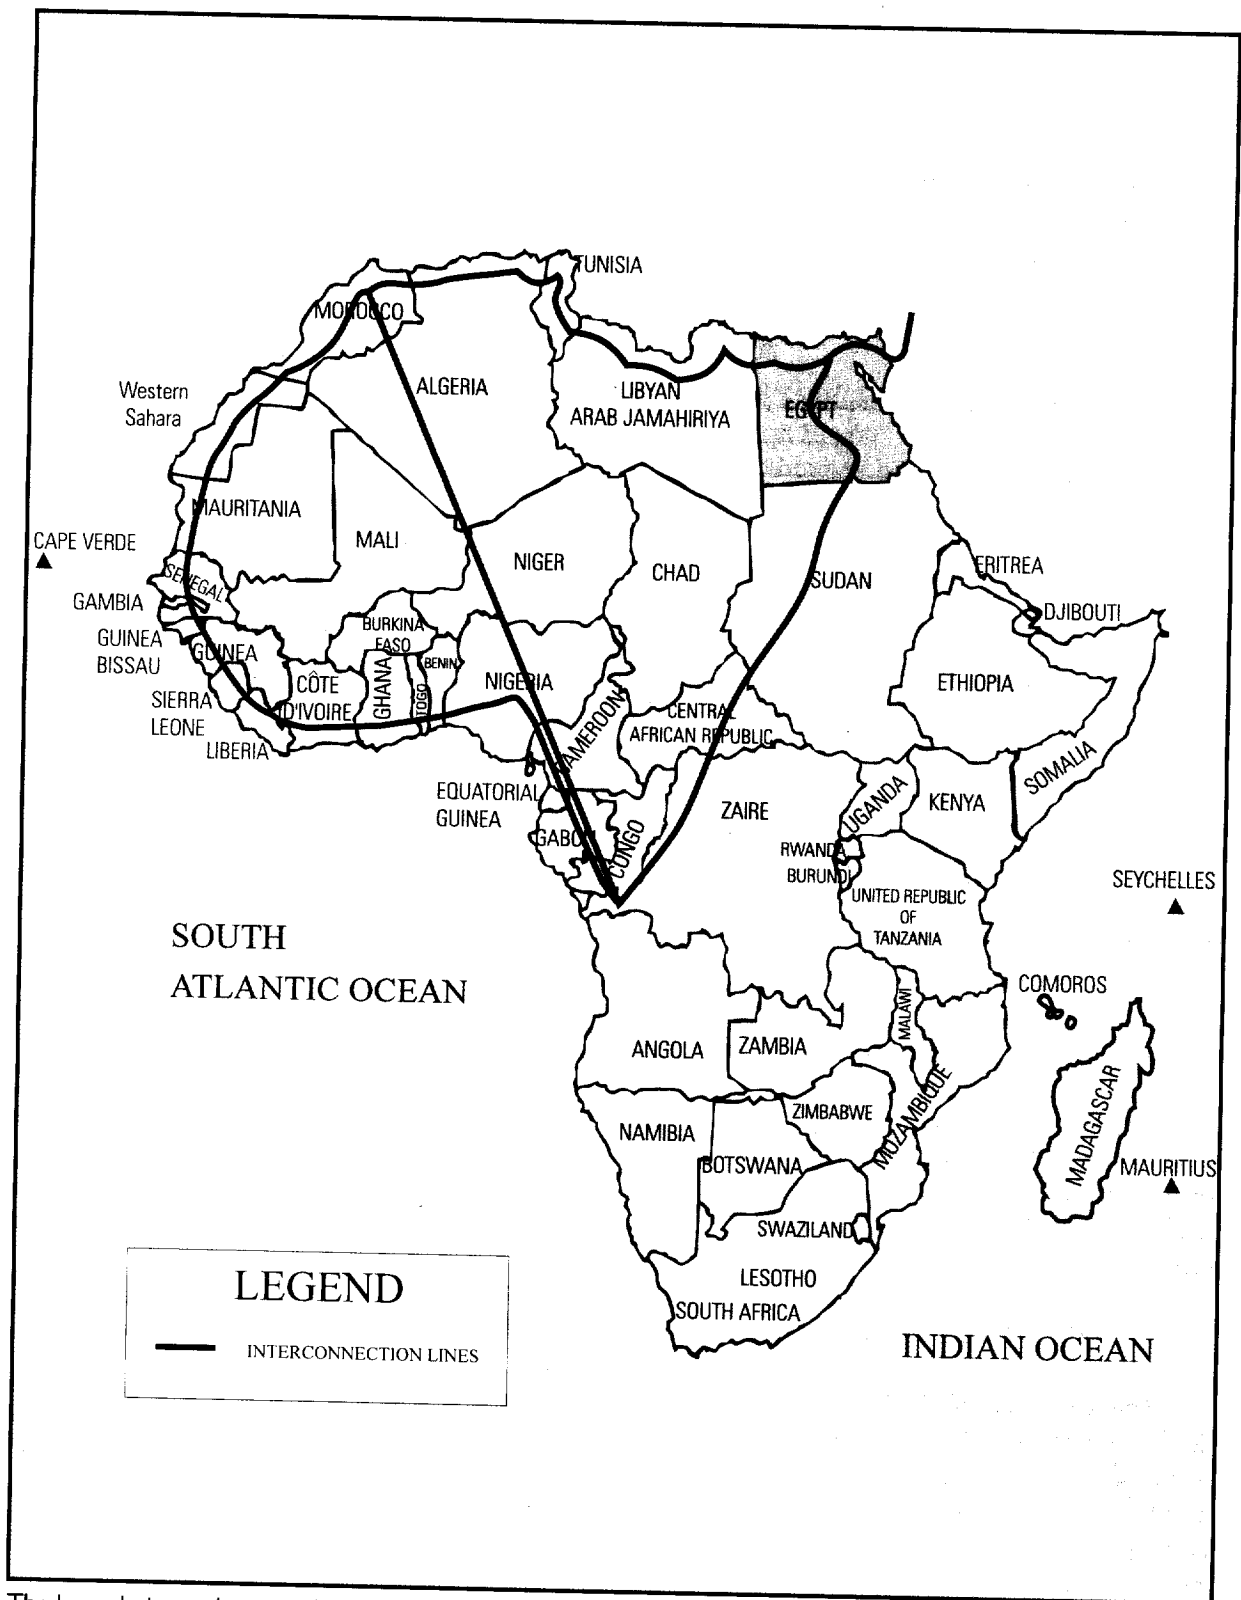 TUNISIA
MOROCCO
Western
Sahara
ALGERIA
LIBYAN
ARAB JAMAHIRIYA
EGYPT
MAURITANIA
CAPE VERDE
MALI
NIGER
CHAD
SUDAN
ERITREA
SENEGAL
GAMBIA
DJIBOUTI
BURKINA
FASO
GUINEA
BISSAU
GUINEA
BENIN
CÔTE
D'IVOIRE
GHANA
TOGO
NIGERIA
ETHIOPIA
SIERRA
LEONE
LIBERIA
CAMEROON
CENTRAL
AFRICAN REPUBLIC
SOMALIA
EQUATORIAL
GUINEA
ZAIRE
UGANDA
KENYA
GABON
CONGO
RWANDA
BURUNDI
UNITED REPUBLIC
OF
TANZANIA
SEYCHELLES
SOUTH
ATLANTIC OCEAN
COMOROS
MALAWI
ANGOLA
ZAMBIA
MOZAMBIQUE
MADAGASCAR
ZIMBABWE
NAMIBIA
BOTSWANA
MAURITIUS
SWAZILAND
LESOTHO
SOUTH AFRICA
LEGEND
INTERCONNECTION LINES
INDIAN OCEAN